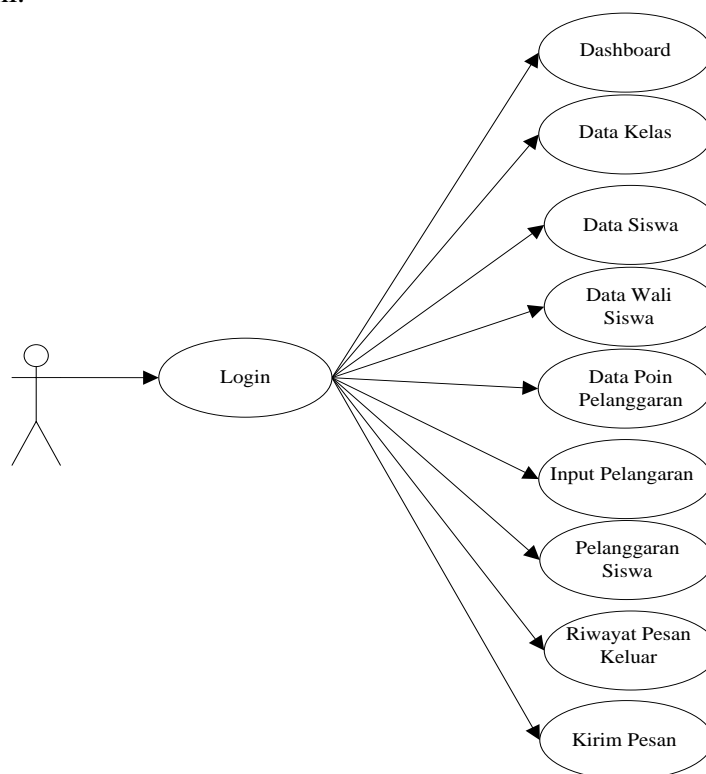 Dashboard
Data Kelas
Data Siswa
Data Wali
Siswa
Login
Data Poin
Pelanggaran
Input Pelangaran
Pelanggaran
Siswa
Riwayat Pesan
Keluar
Kirim Pesan